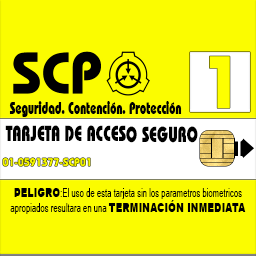 SCP
1
Seguridad. Contención. Protección
TARJETA DE ACCESO SEGURO
01-0591377-SCP01
PELIGRO:El uso de esta tarjeta sin los parametros biometricos
apropiados resultara en una TERMINACIÓN INMEDIATA